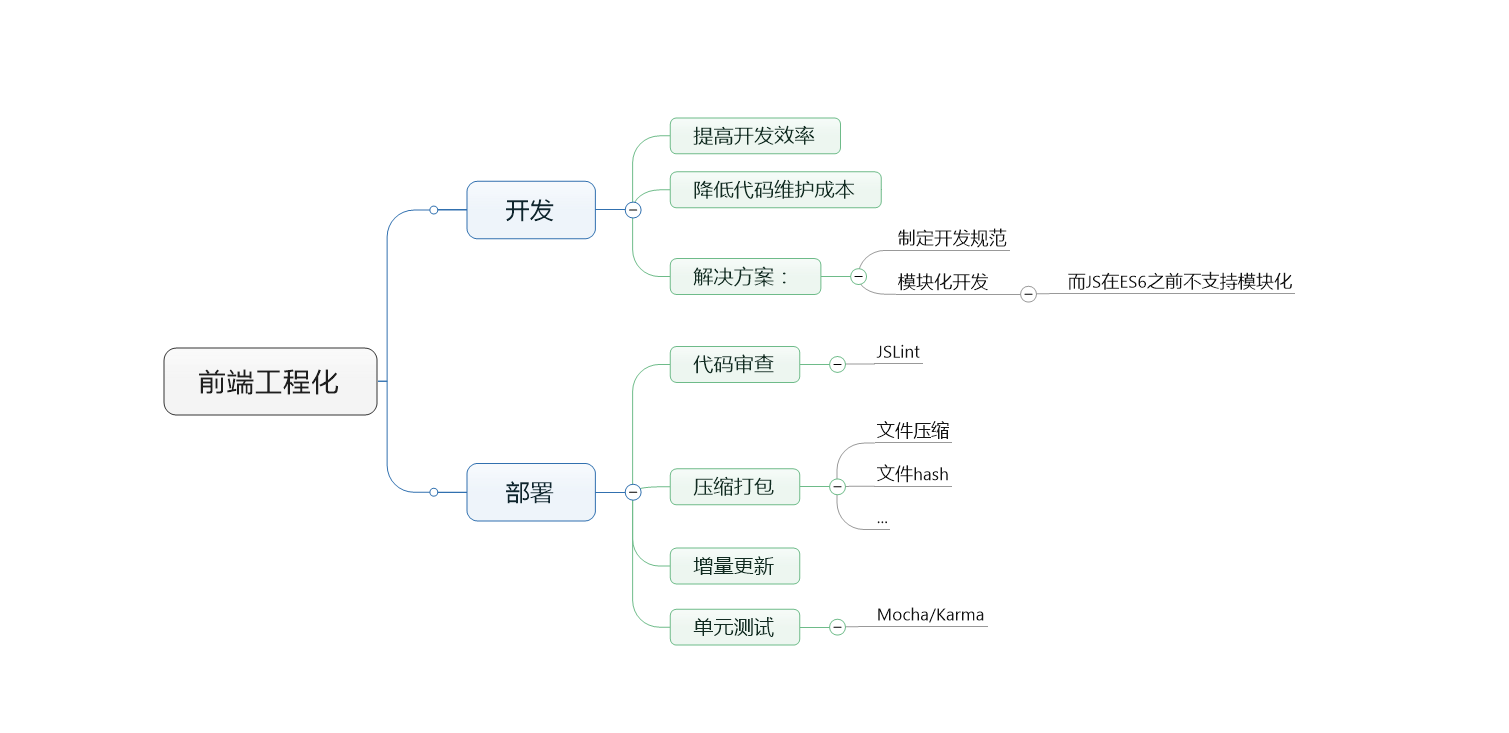 前端工程化
开发
提高开发效率
降低代码维护成本
解决方案：
制定开发规范
模块化开发
而JS在ES6之前不支持模块化
部署
代码审查
JSLint
压缩打包
文件压缩
文件hash
...
增量更新
单元测试
Mocha/Karma